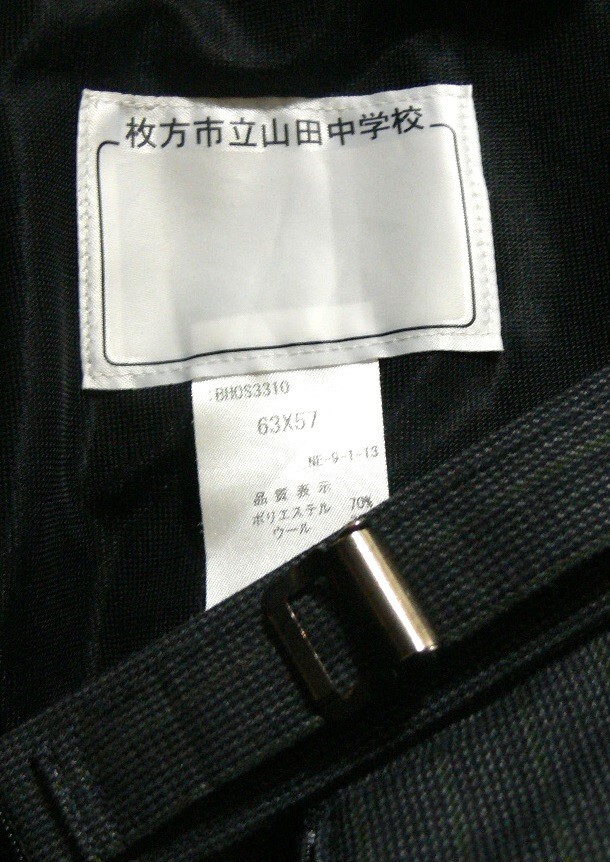 枚方市立山田中学校
:BHOS3310
63X57
NE-9-1-13
品質表示
ポリエステル 70%
ウール